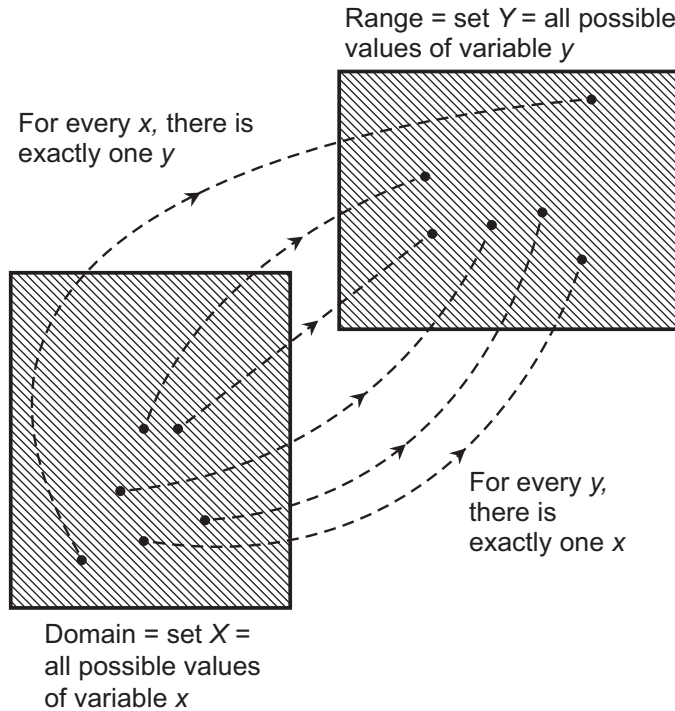 Range = set Y = all possible
values of variable y
For every x, there is
exactly one y
For every y,
there is
exactly one x
Domain = set X =
all possible values
of variable x